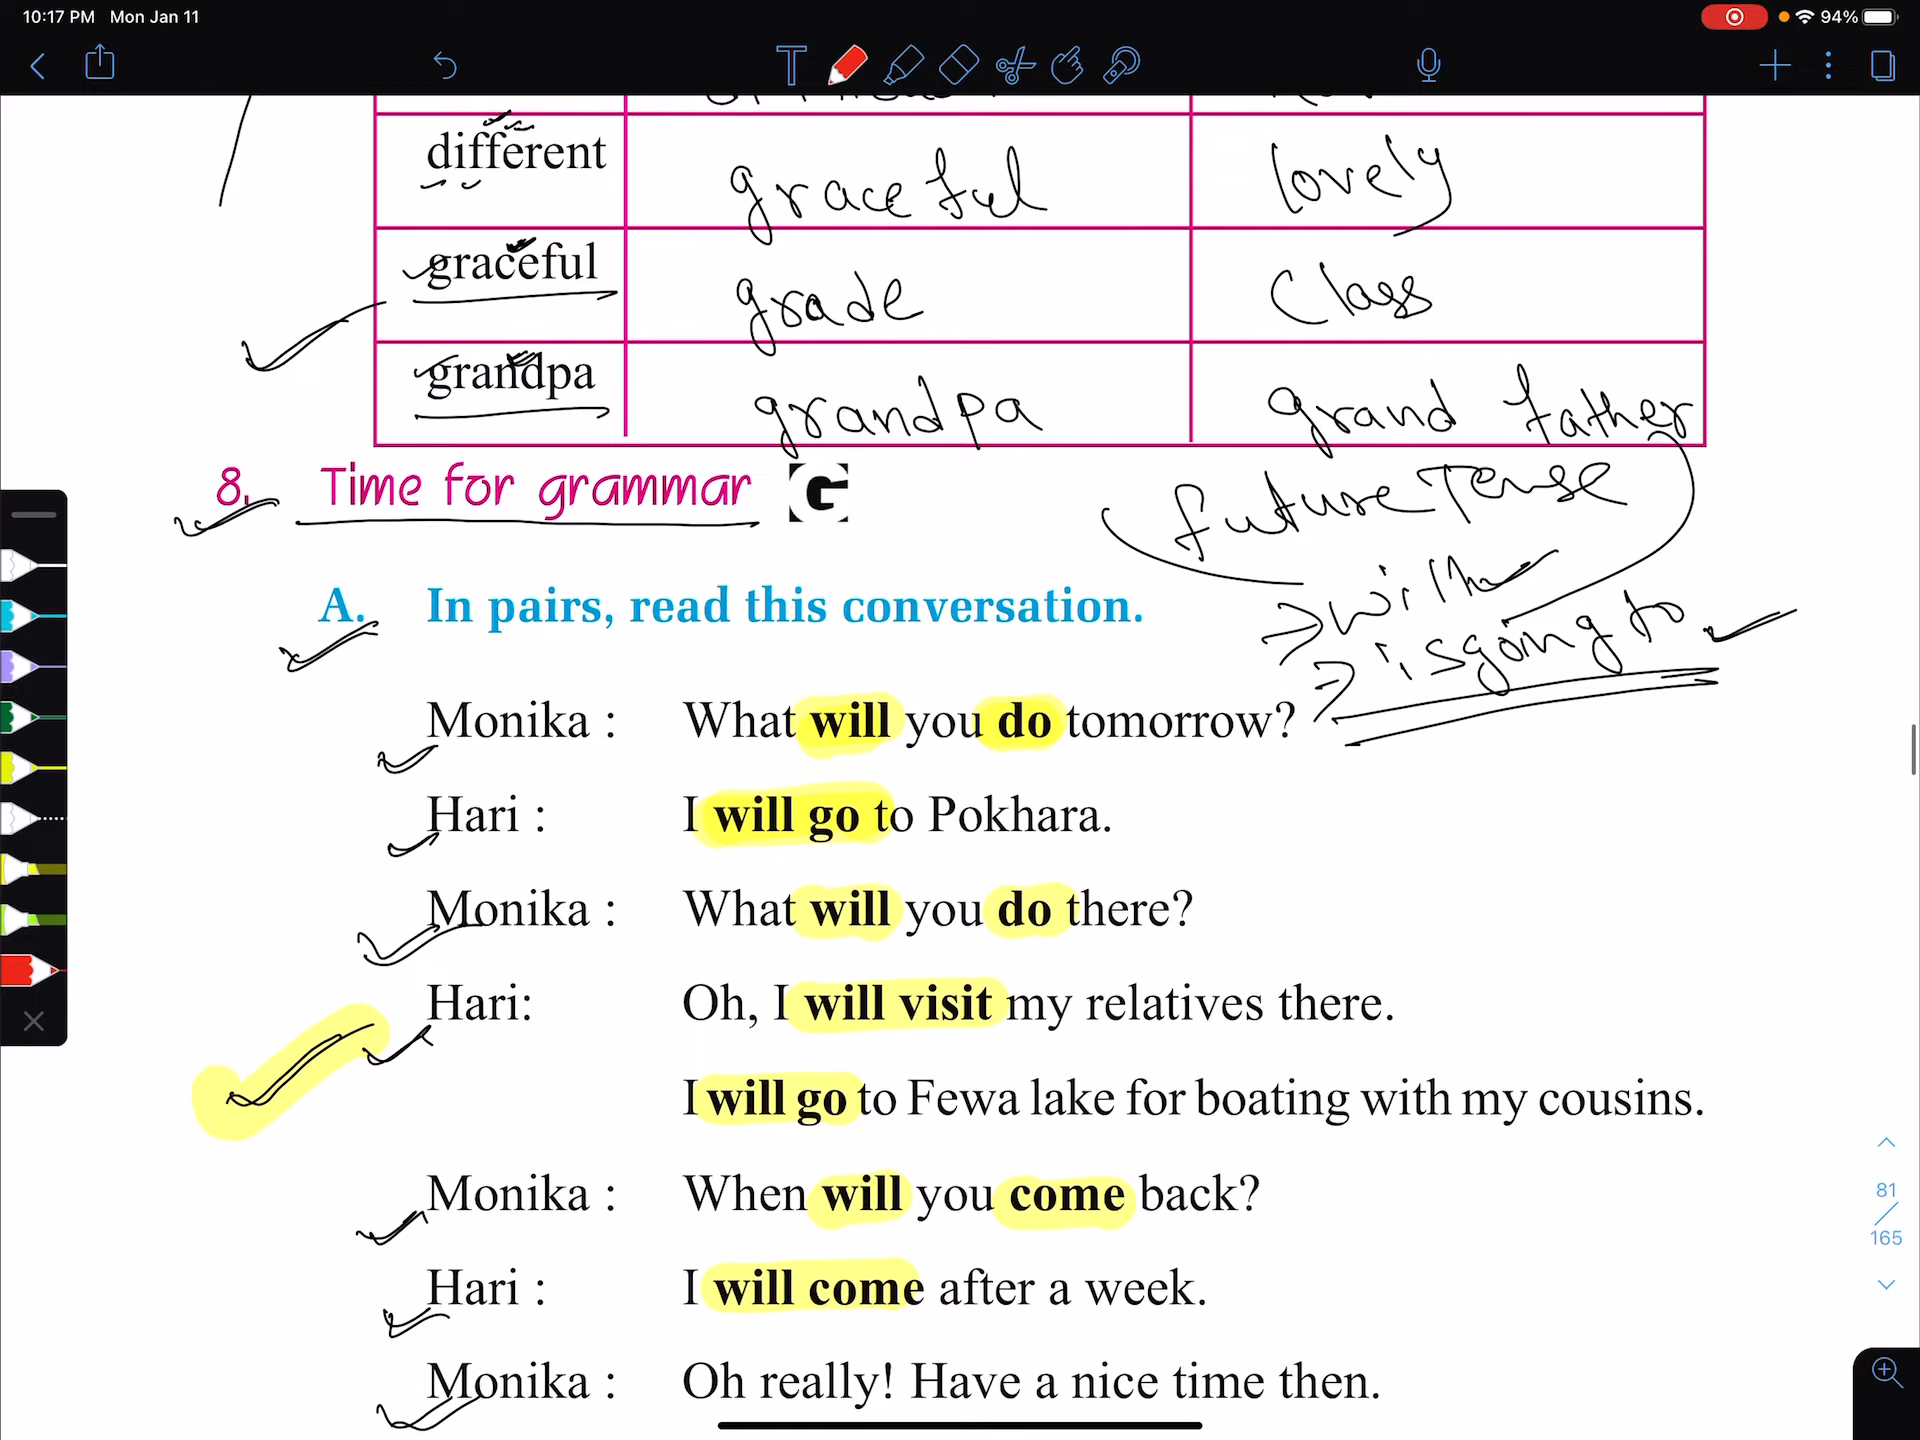 10:17 PM Mon Jan 11 94%
different graceful lovely
graceful grade class
grandpa grandpa grand father
8. Time for grammar G
future Tense
A. In pairs, read this conversation.
⇒ will
⇒ is going to
Monika : What will you do tomorrow?
Hari : I will go to Pokhara.
Monika : What will you do there?
Hari: Oh, I will visit my relatives there.
I will go to Fewa lake for boating with my cousins.
Monika : When will you come back?
81
165
Hari : I will come after a week.
Monika : Oh really! Have a nice time then.